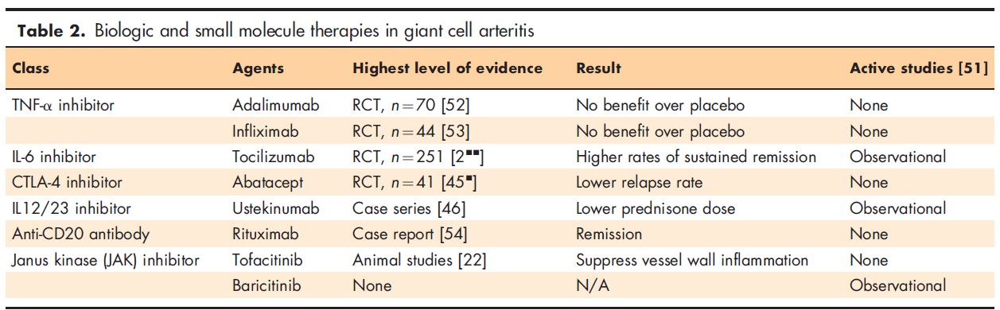 Table 2. Biologic and small molecule therapies in giant cell arteritis
Class Agents Highest level of evidence Result Active studies [51]
TNF-α inhibitor Adalimumab RCT, n=70 [52] No benefit over placebo None
Infliximab RCT, n=44 [53] No benefit over placebo None
IL-6 inhibitor Tocilizumab RCT, n=251 [2▪▪] Higher rates of sustained remission Observational
CTLA-4 inhibitor Abatacept RCT, n=41 [45▪] Lower relapse rate None
IL12/23 inhibitor Ustekinumab Case series [46] Lower prednisone dose Observational
Anti-CD20 antibody Rituximab Case report [54] Remission None
Janus kinase (JAK) inhibitor Tofacitinib Animal studies [22] Suppress vessel wall inflammation None
Baricitinib None N/A Observational